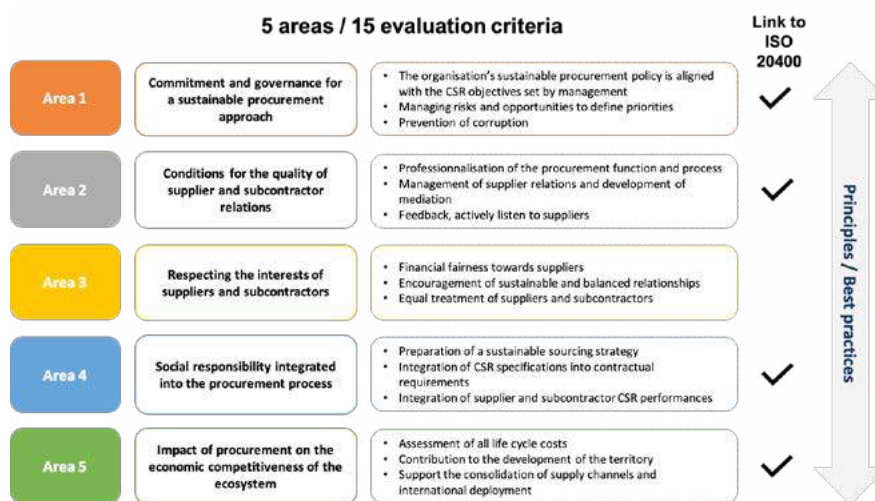 5 areas / 15 evaluation criteria
Link to
ISO
20400
Area 1
Commitment and governance for
a sustainable procurement
approach
• The organisation's sustainable procurement policy is aligned
with the CSR objectives set by management
• Managing risks and opportunities to define priorities
• Prevention of corruption
Area 2
Conditions for the quality of
supplier and subcontractor
relations
• Professionnalisation of the procurement function and process
• Management of supplier relations and development of
mediation
• Feedback, actively listen to suppliers
Area 3
Respecting the interests of
suppliers and subcontractors
• Financial fairness towards suppliers
• Encouragement of sustainable and balanced relationships
• Equal treatment of suppliers and subcontractors
Area 4
Social responsibility integrated
into the procurement process
• Preparation of a sustainable sourcing strategy
• Integration of CSR specifications into contractual
requirements
• Integration of supplier and subcontractor CSR performances
Area 5
Impact of procurement on the
economic competitiveness of the
ecosystem
• Assessment of all life cycle costs
• Contribution to the development of the territory
• Support the consolidation of supply channels and
international deployment
Principles / Best practices